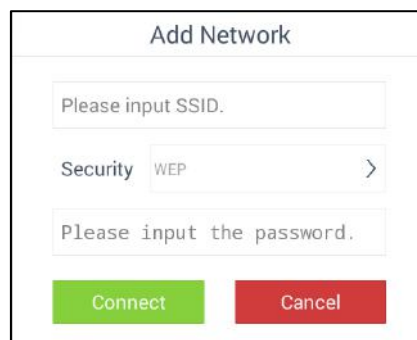 Add Network
Please input SSID.
Security WEP
Please input the password.
Connect Cancel